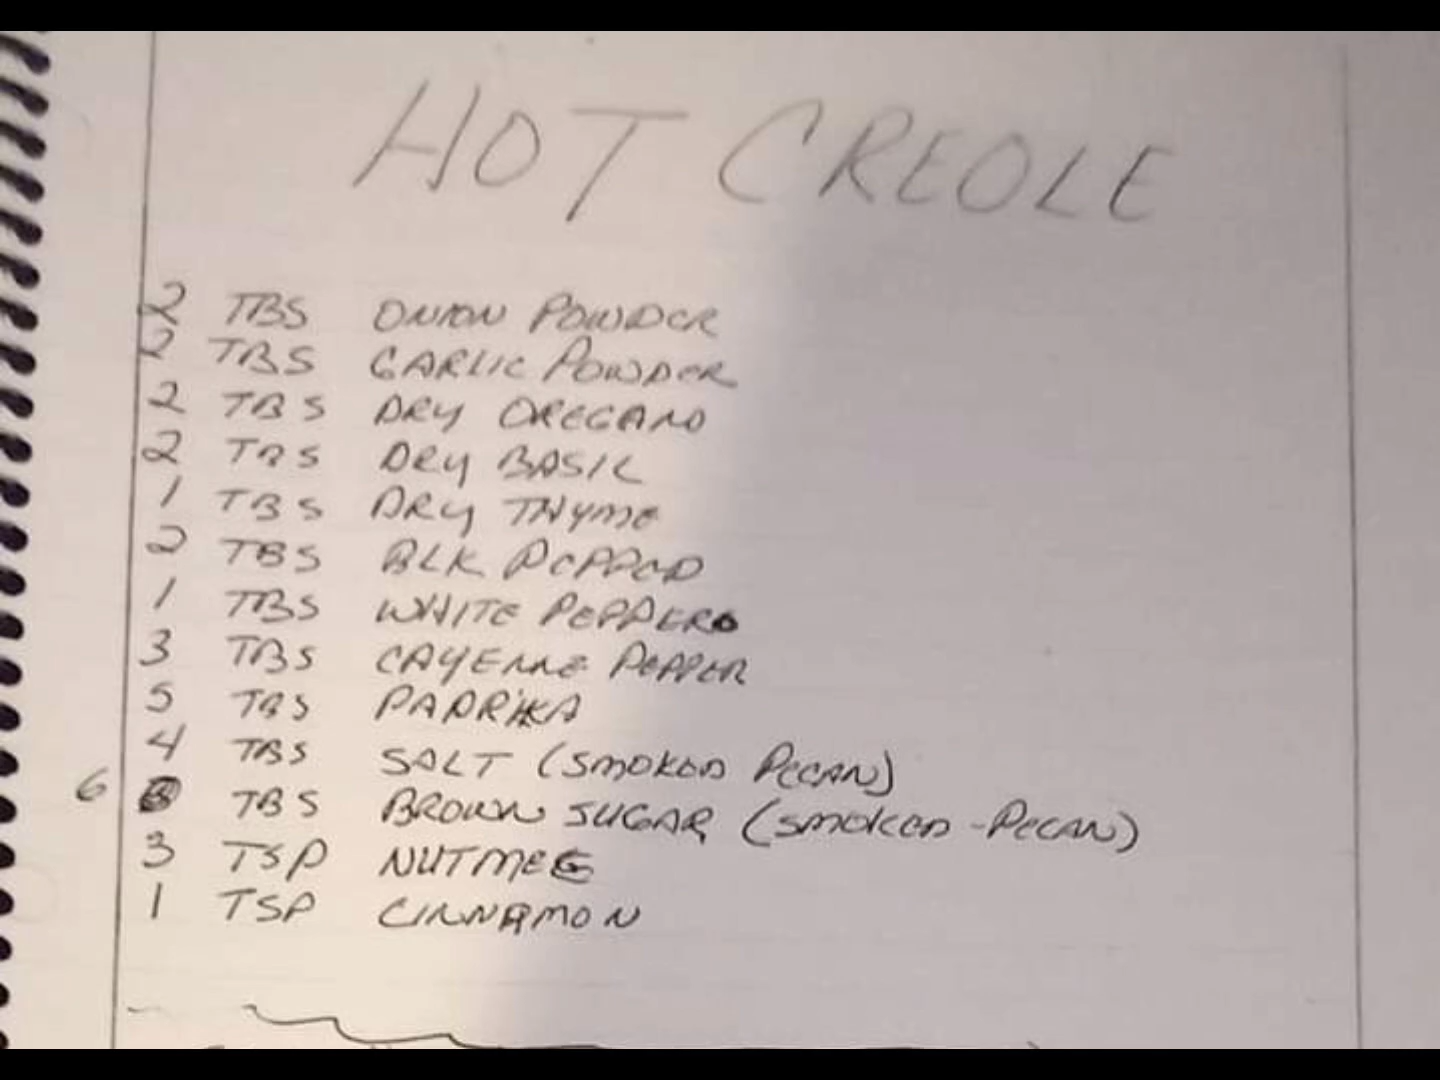 HOT CREOLE
2 TBS ONION POWDER
2 TBS GARLIC POWDER
2 TBS DRY OREGANO
2 TBS DRY BASIL
1 TBS DRY THYME
2 TBS BLK PEPPER
1 TBS WHITE PEPPER
3 TBS CAYENNE PEPPER
5 TBS PAPRIKA
4 TBS SALT (SMOKED PECAN)
6 TBS BROWN SUGAR (SMOKED-PECAN)
3 TSP NUTMEG
1 TSP CINNAMON